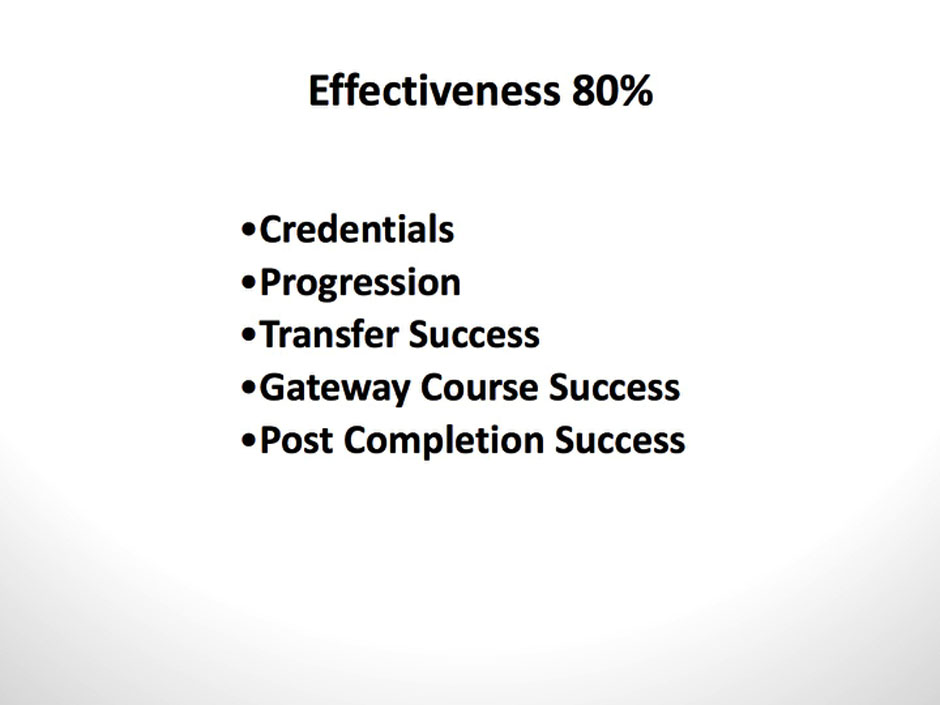 Effectiveness 80%
•Credentials
•Progression
•Transfer Success
•Gateway Course Success
•Post Completion Success